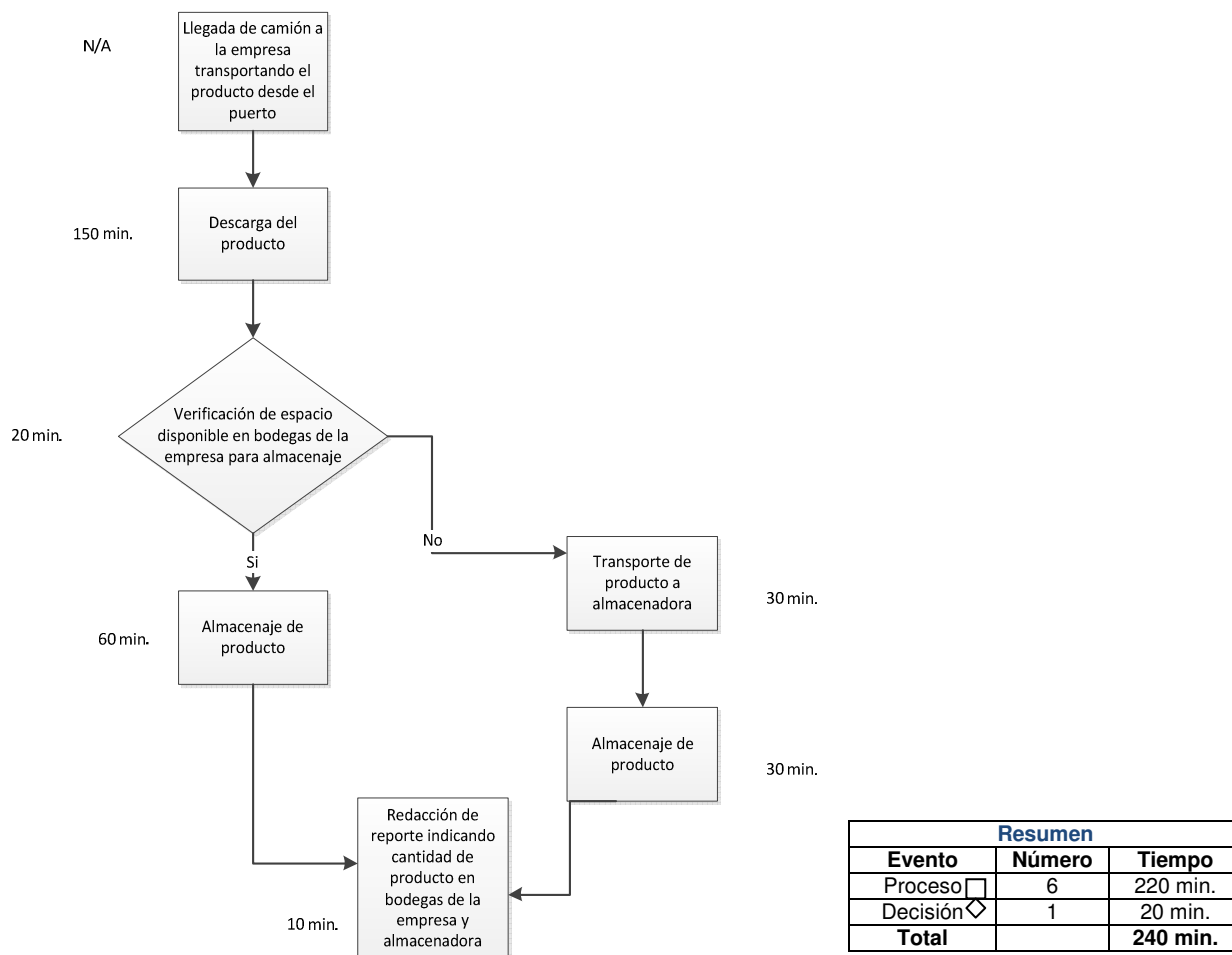 N/A
Llegada de camión a
la empresa
transportando el
producto desde el
puerto
150 min.
Descarga del
producto
20 min.
Verificación de espacio
disponible en bodegas de la
empresa para almacenaje
No
Si
Transporte de
producto a
almacenadora
30 min.
60 min.
Almacenaje de
producto
Almacenaje de
producto
30 min.
Redacción de
reporte indicando
cantidad de
producto en
bodegas de la
empresa y
almacenadora
10 min.
Resumen
Evento Número Tiempo
Proceso 6 220 min.
Decisión 1 20 min.
Total 240 min.